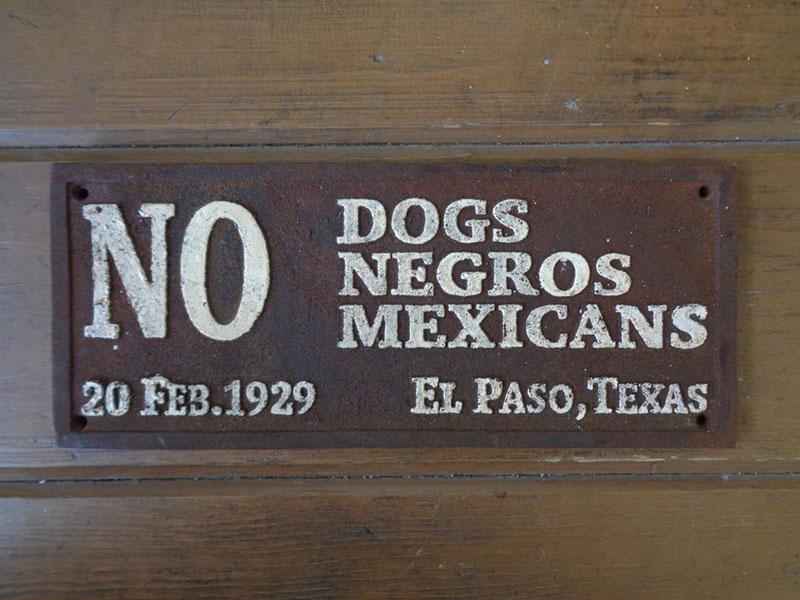 NO DOGS
NEGROS
MEXICANS
20 FEB.1929 EL PASO, TEXAS